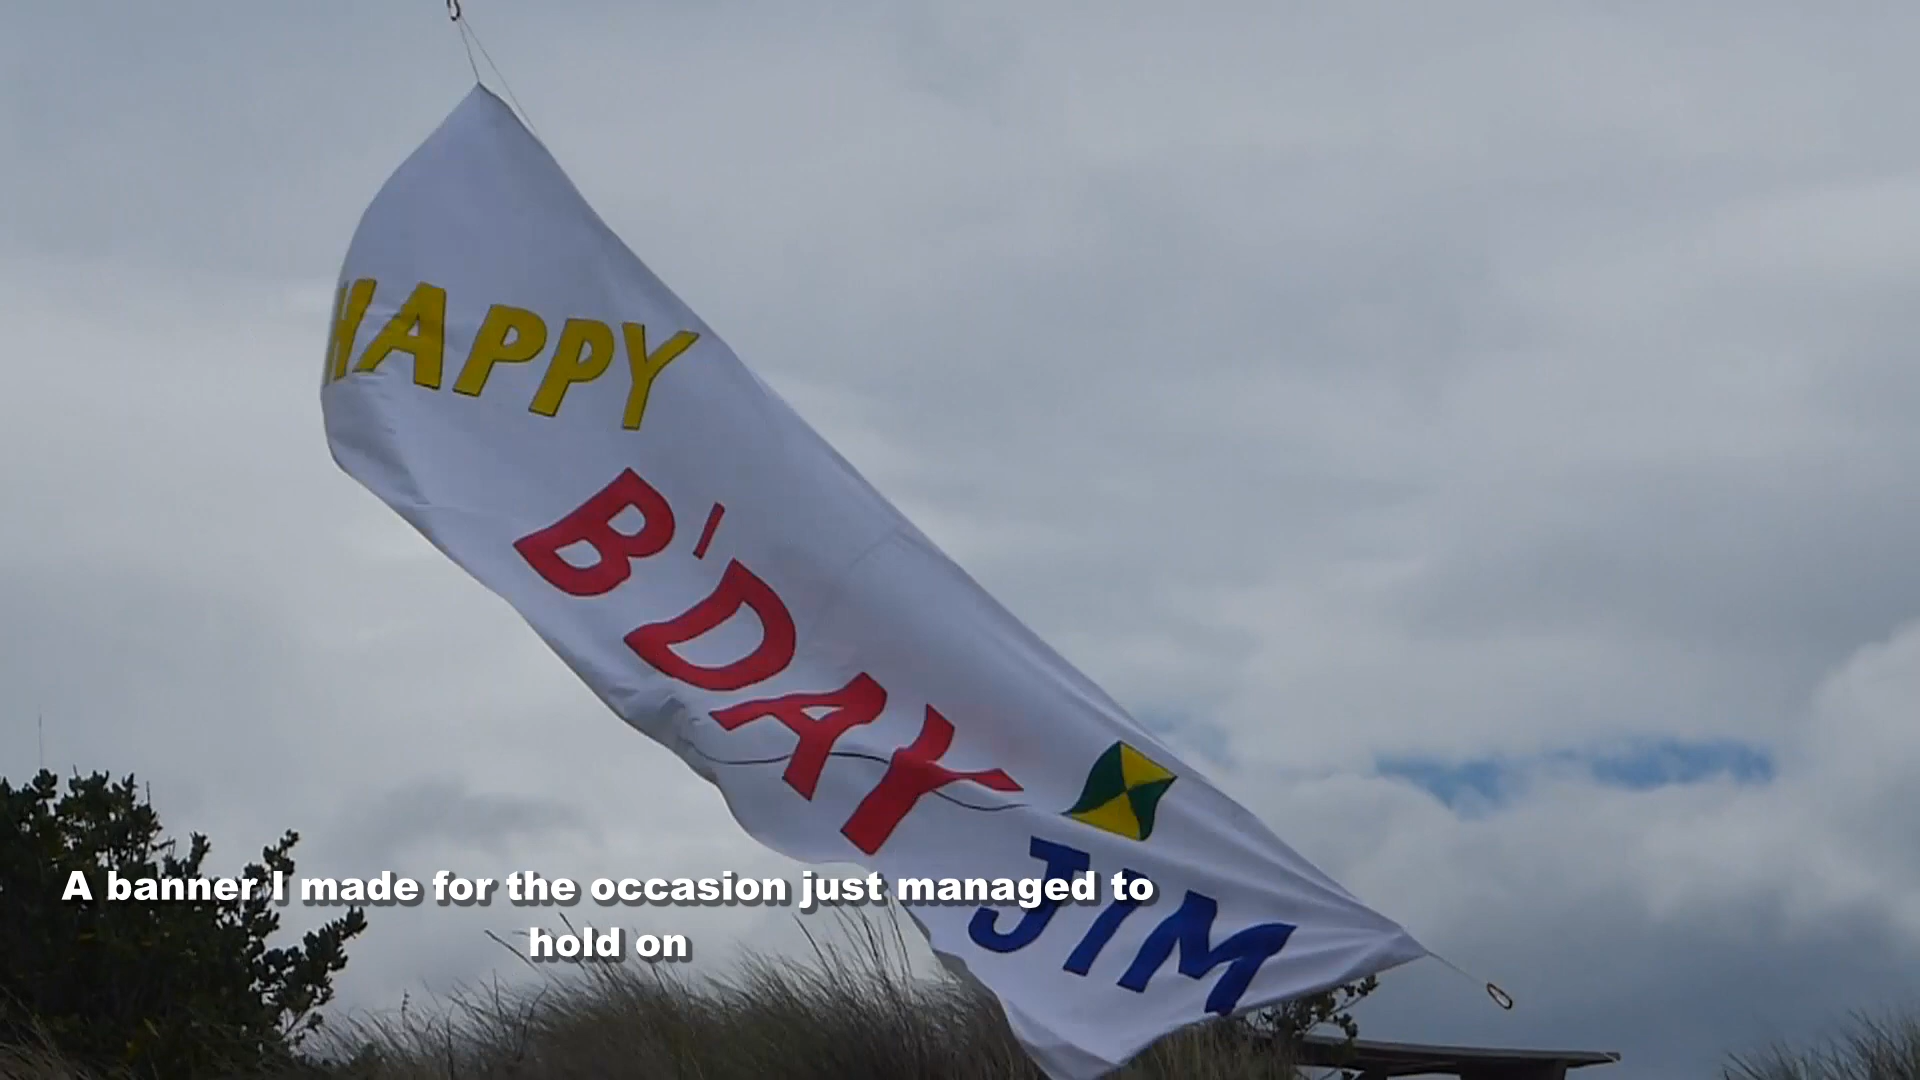 HAPPY
B'DAY
JIM
A banner I made for the occasion just managed to
hold on